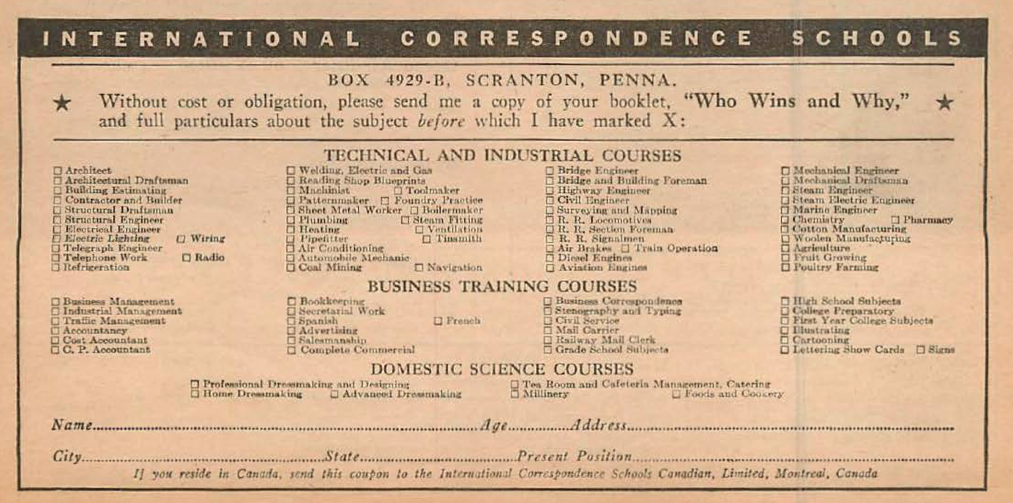 INTERNATIONAL CORRESPONDENCE SCHOOLS
BOX 4929-B, SCRANTON, PENNA.
★ Without cost or obligation, please send me a copy of your booklet, "Who Wins and Why," ★
and full particulars about the subject before which I have marked X:
TECHNICAL AND INDUSTRIAL COURSES
☐ Architect
☐ Architectural Draftsman
☐ Building Estimating
☐ Contractor and Builder
☐ Structural Draftsman
☐ Structural Engineer
☐ Electrical Engineer
☐ Electric Lighting ☐ Wiring
☐ Telegraph Engineer
☐ Telephone Work ☐ Radio
☐ Refrigeration
☐ Welding, Electric and Gas
☐ Reading Shop Blueprints
☐ Machinist ☐ Toolmaker
☐ Patternmaker ☐ Foundry Practice
☐ Sheet Metal Worker ☐ Boilermaker
☐ Plumbing ☐ Steam Fitting
☐ Heating ☐ Ventilation
☐ Pipefitter ☐ Tinsmith
☐ Air Conditioning
☐ Automobile Mechanic
☐ Coal Mining ☐ Navigation
☐ Bridge Engineer
☐ Bridge and Building Foreman
☐ Highway Engineer
☐ Civil Engineer
☐ Surveying and Mapping
☐ R. R. Locomotives
☐ R. R. Section Foreman
☐ R. R. Signalmen
☐ Air Brakes ☐ Train Operation
☐ Diesel Engines
☐ Aviation Engines
☐ Mechanical Engineer
☐ Mechanical Draftsman
☐ Steam Engineer
☐ Steam Electric Engineer
☐ Marine Engineer
☐ Chemistry ☐ Pharmacy
☐ Cotton Manufacturing
☐ Woolen Manufacturing
☐ Agriculture
☐ Fruit Growing
☐ Poultry Farming
BUSINESS TRAINING COURSES
☐ Business Management
☐ Industrial Management
☐ Traffic Management
☐ Accountancy
☐ Cost Accountant
☐ C. P. Accountant
☐ Bookkeeping
☐ Secretarial Work
☐ Spanish ☐ French
☐ Advertising
☐ Salesmanship
☐ Complete Commercial
☐ Business Correspondence
☐ Stenography and Typing
☐ Civil Service
☐ Mail Carrier
☐ Railway Mail Clerk
☐ Grade School Subjects
☐ High School Subjects
☐ College Preparatory
☐ First Year College Subjects
☐ Illustrating
☐ Cartooning
☐ Lettering Show Cards ☐ Signs
DOMESTIC SCIENCE COURSES
☐ Professional Dressmaking and Designing
☐ Home Dressmaking ☐ Advanced Dressmaking
☐ Tea Room and Cafeteria Management, Catering
☐ Millinery ☐ Foods and Cookery
Name..........Age..........Address..........
City..........State..........Present Position..........
If you reside in Canada, send this coupon to the International Correspondence Schools Canadian, Limited, Montreal, Canada